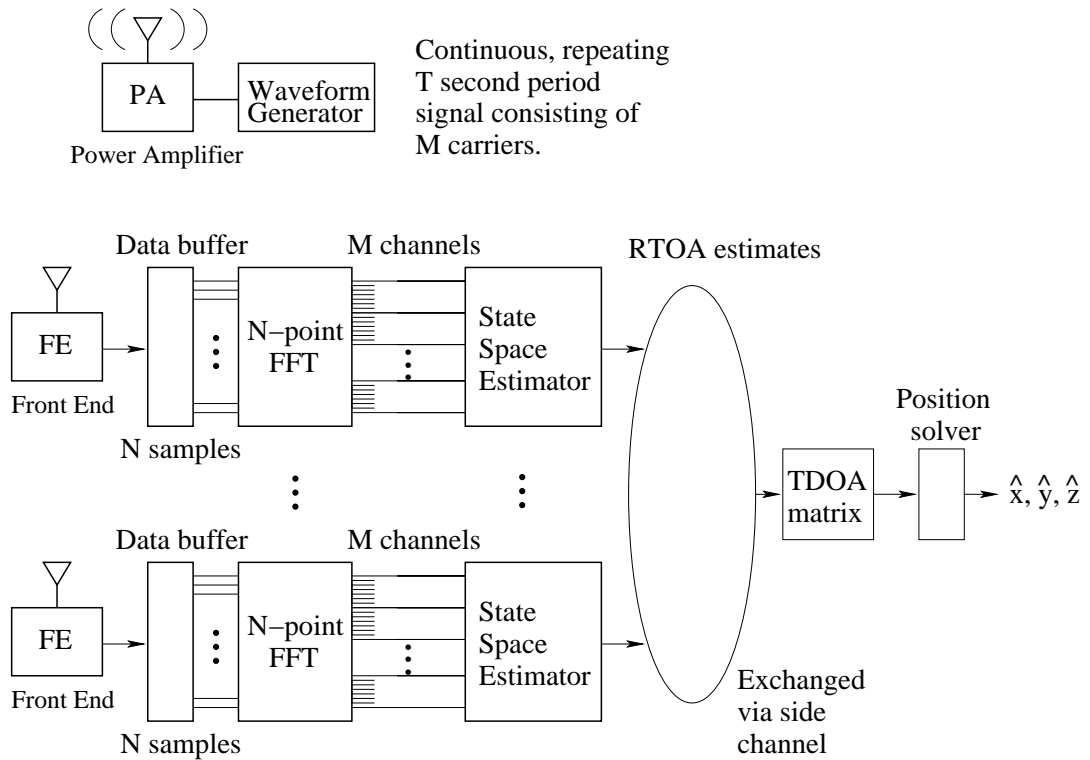 PA
Waveform
Generator
Power Amplifier
Continuous, repeating
T second period
signal consisting of
M carriers.
Data buffer
M channels
RTOA estimates
FE
N−point
FFT
State
Space
Estimator
Front End
N samples
Position
solver
TDOA
matrix
x̂, ŷ, ẑ
Data buffer
M channels
FE
N−point
FFT
State
Space
Estimator
Front End
N samples
Exchanged
via side
channel